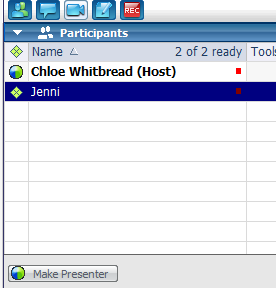 REC
Participants
Name 2 of 2 ready Tools
Chloe Whitbread (Host)
Jenni
Make Presenter